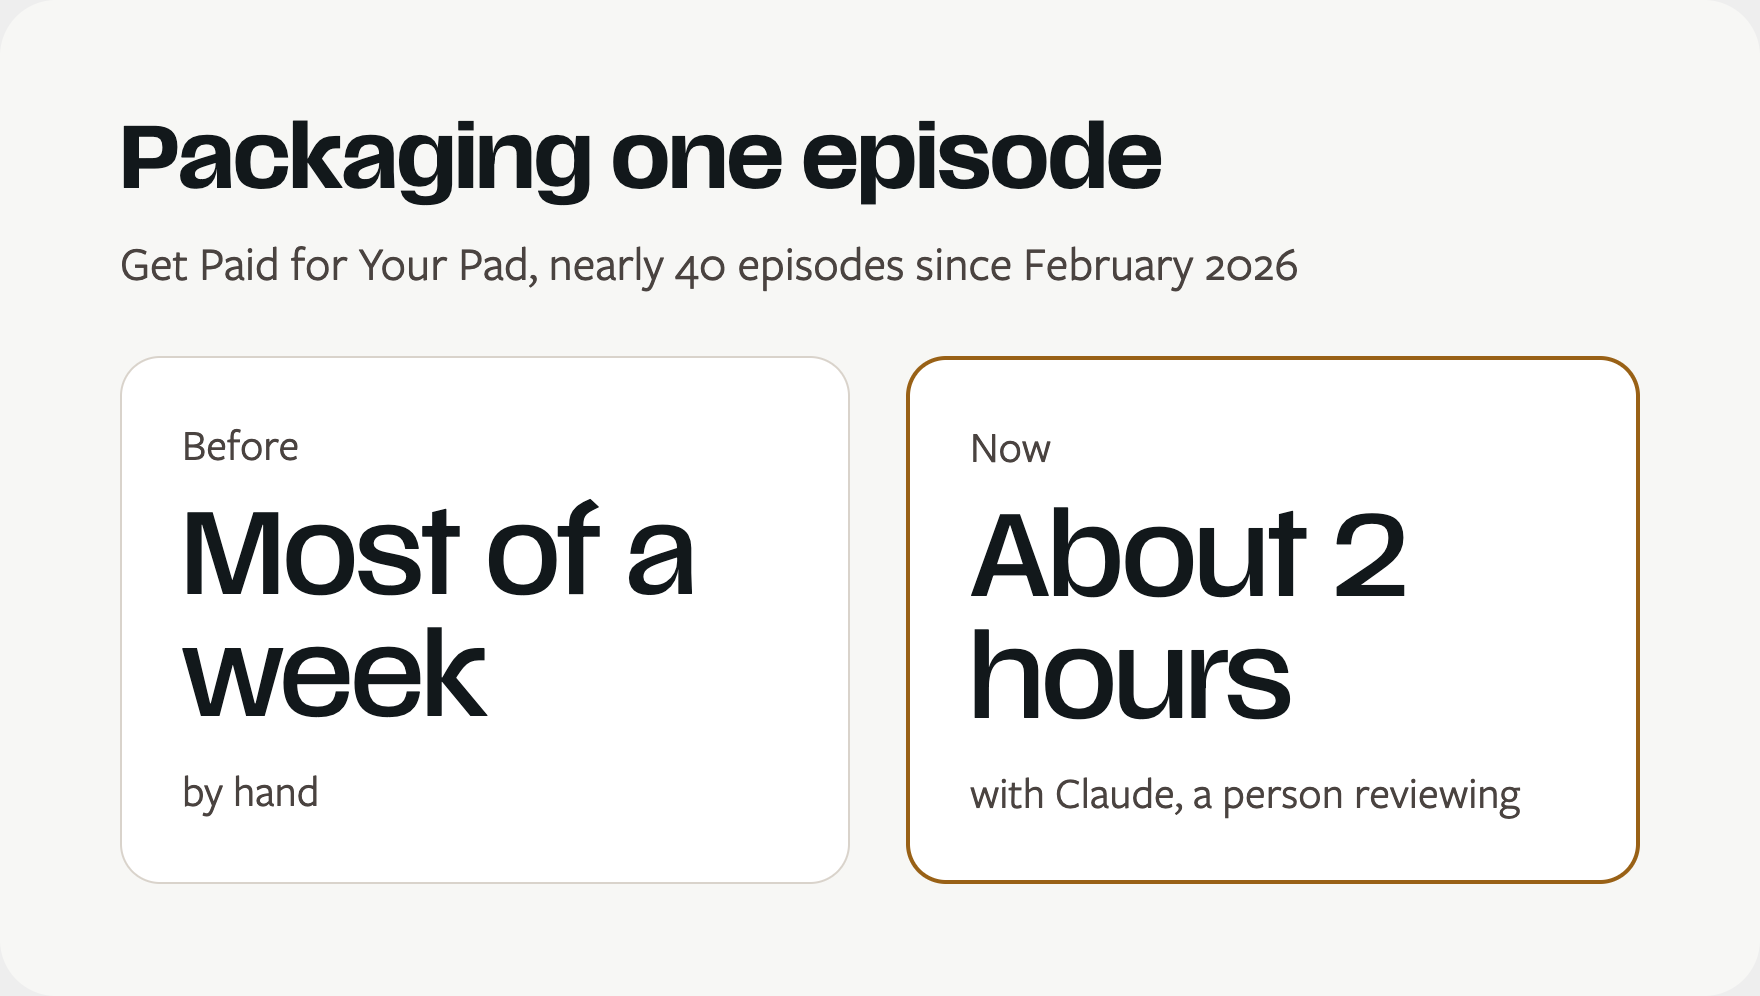 Packaging one episode
Get Paid for Your Pad, nearly 40 episodes since February 2026
Before
Most of a
week
by hand
Now
About 2
hours
with Claude, a person reviewing